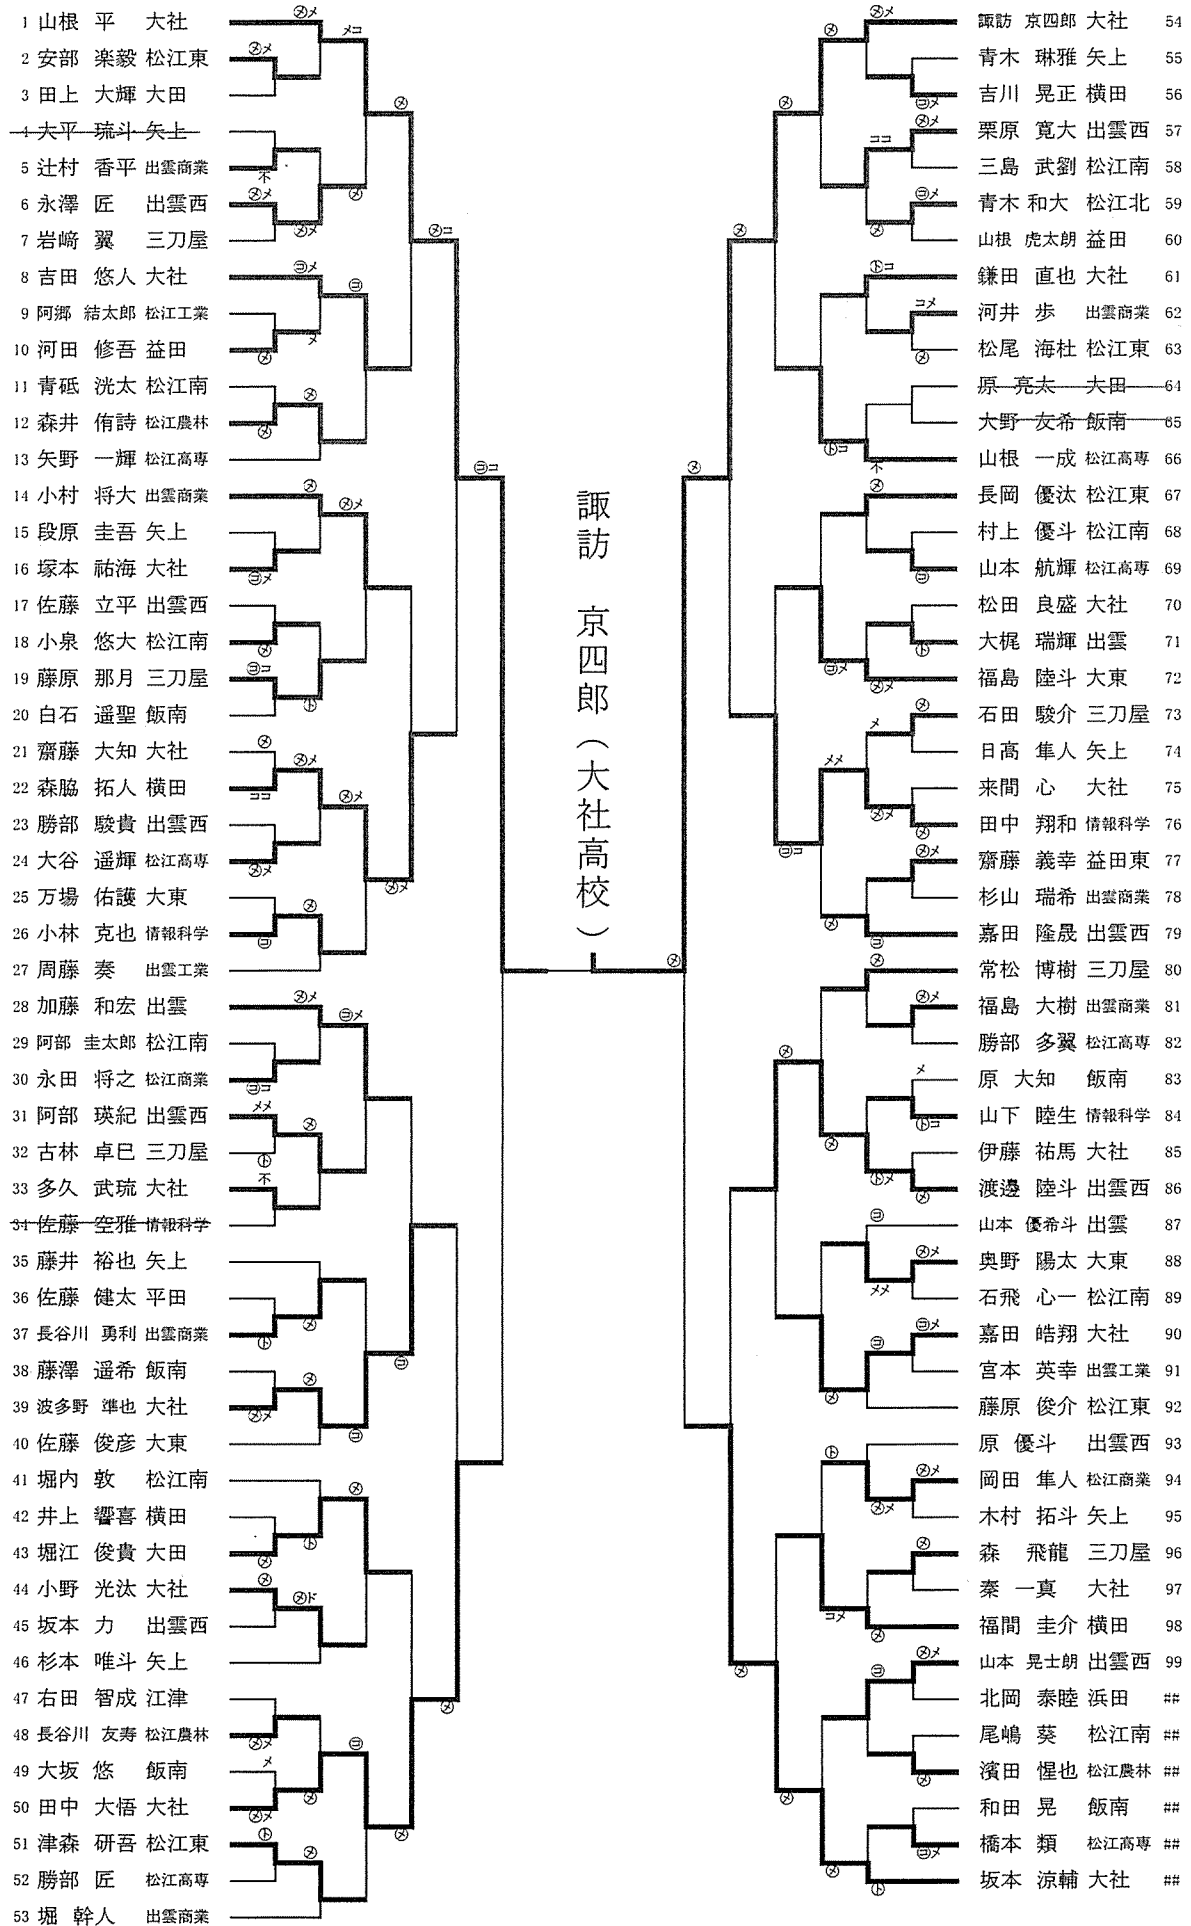 1 山根 平 大社
2 安部 楽毅 松江東
3 田上 大輝 大田
4 大平 琉斗 矢上
5 辻村 香平 出雲商業
6 永澤 匠 出雲西
7 岩﨑 翼 三刀屋
8 吉田 悠人 大社
9 阿郷 結太郎 松江工業
10 河田 修吾 益田
11 青砥 洸太 松江南
12 森井 侑詩 松江農林
13 矢野 一輝 松江高専
14 小村 将大 出雲商業
15 段原 圭吾 矢上
16 塚本 祐海 大社
17 佐藤 立平 出雲西
18 小泉 悠大 松江南
19 藤原 那月 三刀屋
20 白石 遥聖 飯南
21 齋藤 大知 大社
22 森脇 拓人 横田
23 勝部 駿貴 出雲西
24 大谷 遥輝 松江高専
25 万場 佑護 大東
26 小林 克也 情報科学
27 周藤 奏 出雲工業
28 加藤 和宏 出雲
29 阿部 圭太郎 松江南
30 永田 将之 松江商業
31 阿部 瑛紀 出雲西
32 古林 卓巳 三刀屋
33 多久 武琉 大社
34 佐藤 空雅 情報科学
35 藤井 裕也 矢上
36 佐藤 健太 平田
37 長谷川 勇利 出雲商業
38 藤澤 遥希 飯南
39 波多野 準也 大社
40 佐藤 俊彦 大東
41 堀内 敦 松江南
42 井上 響喜 横田
43 堀江 俊貴 大田
44 小野 光汰 大社
45 坂本 力 出雲西
46 杉本 唯斗 矢上
47 右田 智成 江津
48 長谷川 友寿 松江農林
49 大坂 悠 飯南
50 田中 大悟 大社
51 津森 研吾 松江東
52 勝部 匠 松江高専
53 堀 幹人 出雲商業
諏訪 京四郎（大社高校）
諏訪 京四郎 大社 54
青木 琳雅 矢上 55
吉川 晃正 横田 56
栗原 寛大 出雲西 57
三島 武劉 松江南 58
青木 和大 松江北 59
山根 虎太朗 益田 60
鎌田 直也 大社 61
河井 歩 出雲商業 62
松尾 海杜 松江東 63
原 亮太 大田 64
大野 友希 飯南 65
山根 一成 松江高専 66
長岡 優汰 松江東 67
村上 優斗 松江南 68
山本 航輝 松江高専 69
松田 良盛 大社 70
大梶 瑞輝 出雲 71
福島 陸斗 大東 72
石田 駿介 三刀屋 73
日高 隼人 矢上 74
来間 心 大社 75
田中 翔和 情報科学 76
齋藤 義幸 益田東 77
杉山 瑞希 出雲商業 78
嘉田 隆晟 出雲西 79
常松 博樹 三刀屋 80
福島 大樹 出雲商業 81
勝部 多翼 松江高専 82
原 大知 飯南 83
山下 睦生 情報科学 84
伊藤 祐馬 大社 85
渡邊 陸斗 出雲西 86
山本 優希斗 出雲 87
奥野 陽太 大東 88
石飛 心一 松江南 89
嘉田 皓翔 大社 90
宮本 英幸 出雲工業 91
藤原 俊介 松江東 92
原 優斗 出雲西 93
岡田 隼人 松江商業 94
木村 拓斗 矢上 95
森 飛龍 三刀屋 96
秦 一真 大社 97
福間 圭介 横田 98
山本 晃士朗 出雲西 99
北岡 泰睦 浜田 ##
尾嶋 葵 松江南 ##
濱田 惺也 松江農林 ##
和田 晃 飯南 ##
橋本 類 松江高専 ##
坂本 涼輔 大社 ##